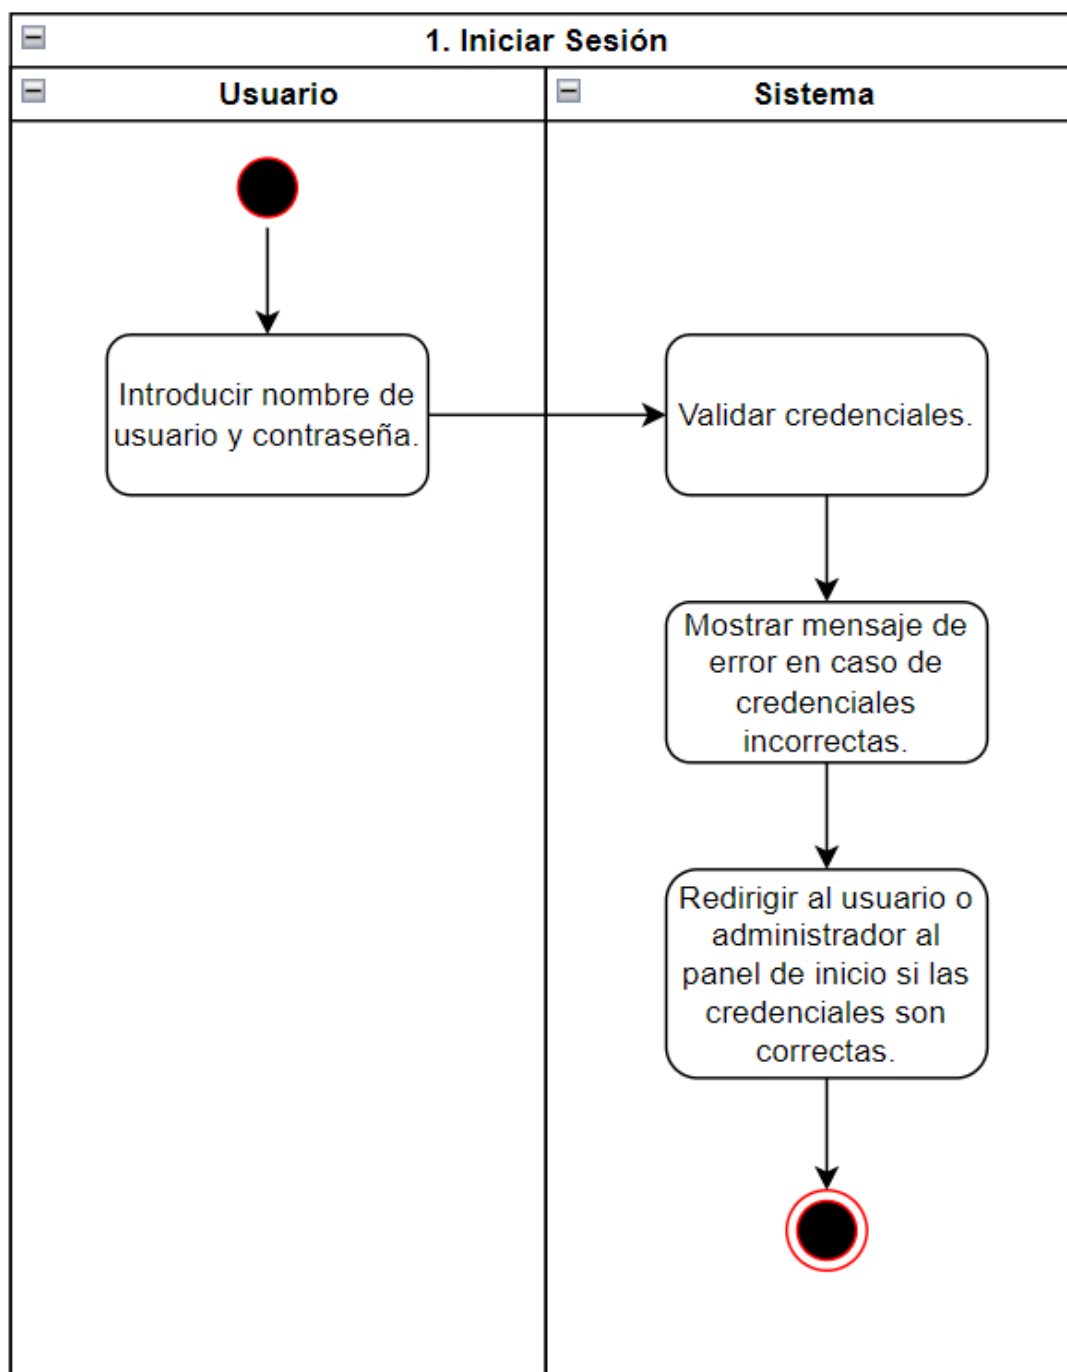 1. Iniciar Sesión
Usuario
Sistema
Introducir nombre de
usuario y contraseña.
Validar credenciales.
Mostrar mensaje de
error en caso de
credenciales
incorrectas.
Redirigir al usuario o
administrador al
panel de inicio si las
credenciales son
correctas.